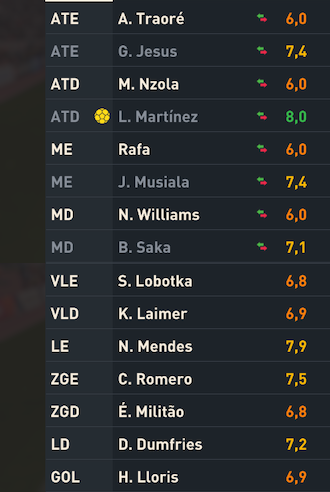 ATE A. Traoré 6,0
ATE G. Jesus 7,4
ATD M. Nzola 6,0
ATD L. Martínez 8,0
ME Rafa 6,0
ME J. Musiala 7,4
MD N. Williams 6,0
MD B. Saka 7,1
VLE S. Lobotka 6,8
VLD K. Laimer 6,9
LE N. Mendes 7,9
ZGE C. Romero 7,5
ZGD É. Militão 6,8
LD D. Dumfries 7,2
GOL H. Lloris 6,9